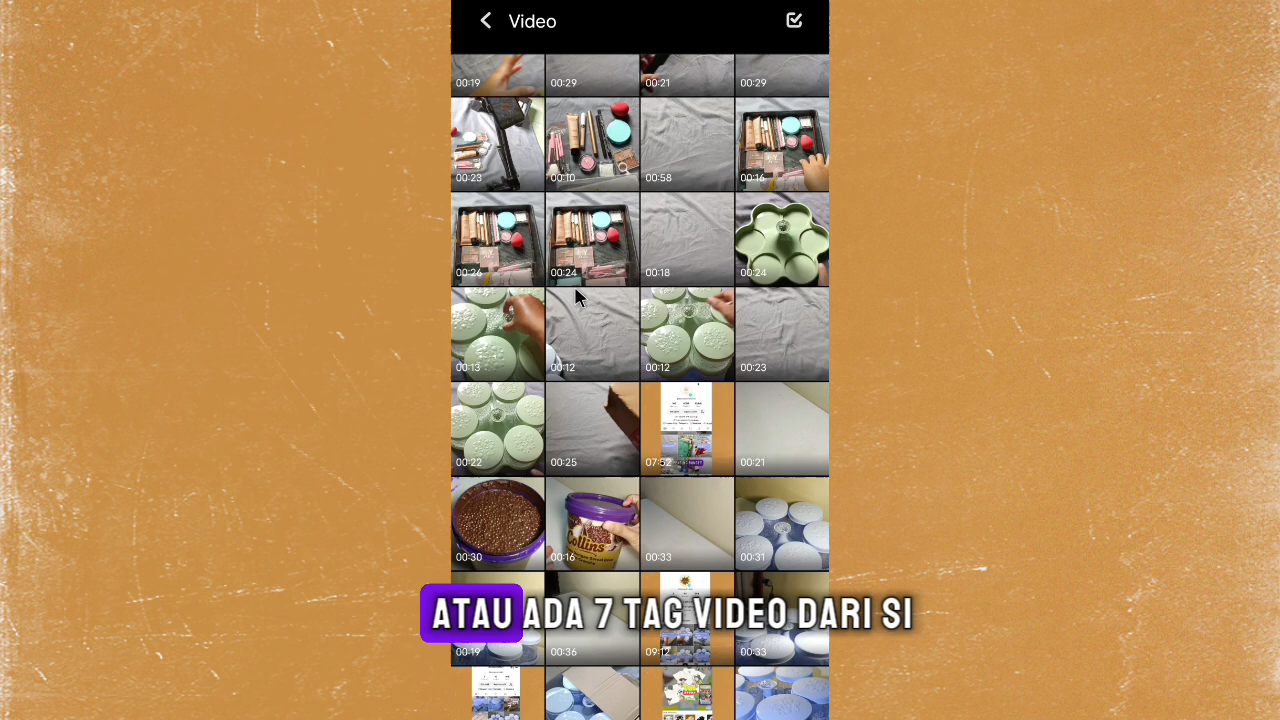 Video
00:19 00:29 00:21 00:29
00:23 00:10 00:58 00:16
00:26 00:24 00:18 00:24
00:13 00:12 00:12 00:23
00:22 00:25 07:52 00:21
Collins
00:30 00:16 00:33 00:31
ATAU ADA 7 TAG VIDEO DARI SI
00:19 00:36 09:12 00:33